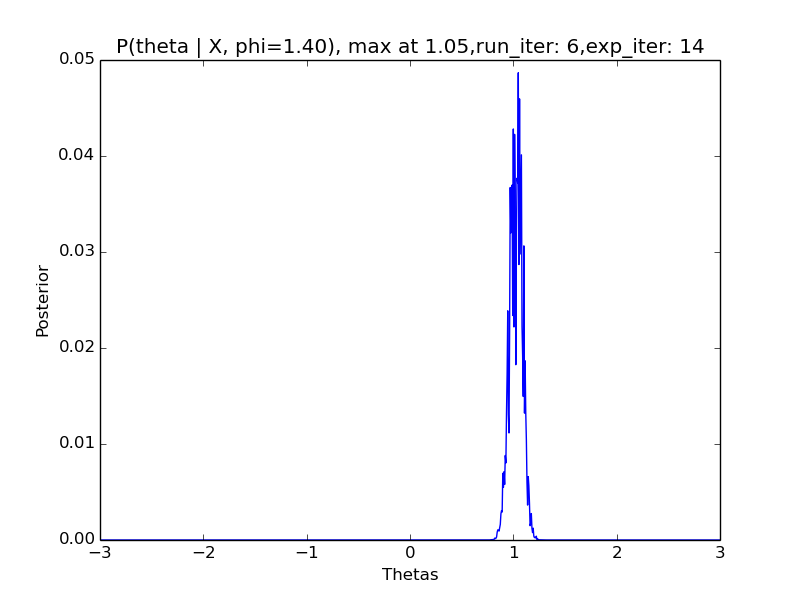 P(theta | X, phi=1.40), max at 1.05,run_iter: 6,exp_iter: 14
0.05
0.04
0.03
0.02
0.01
0.00
Posterior
−3 −2 −1 0 1 2 3
Thetas